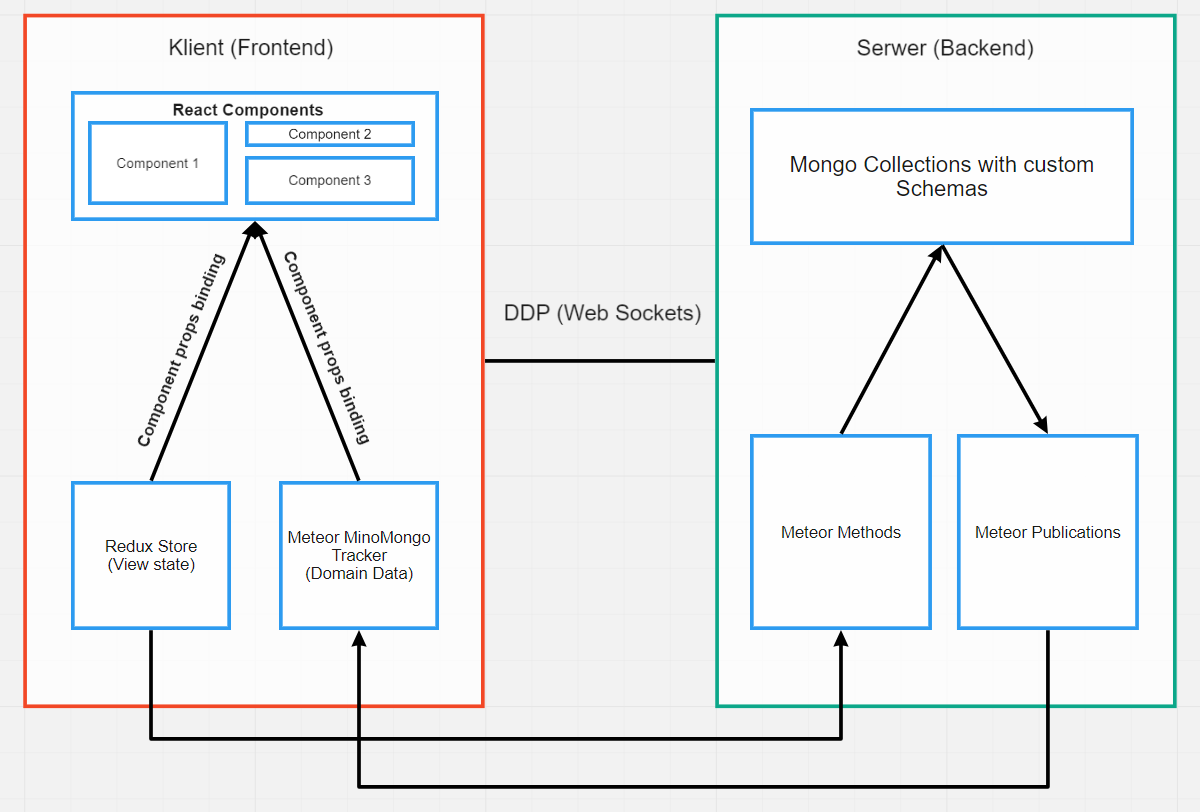 Klient (Frontend)
React Components
Component 1
Component 2
Component 3
Component props binding
Component props binding
Redux Store
(View state)
Meteor MinoMongo
Tracker
(Domain Data)
DDP (Web Sockets)
Serwer (Backend)
Mongo Collections with custom
Schemas
Meteor Methods
Meteor Publications